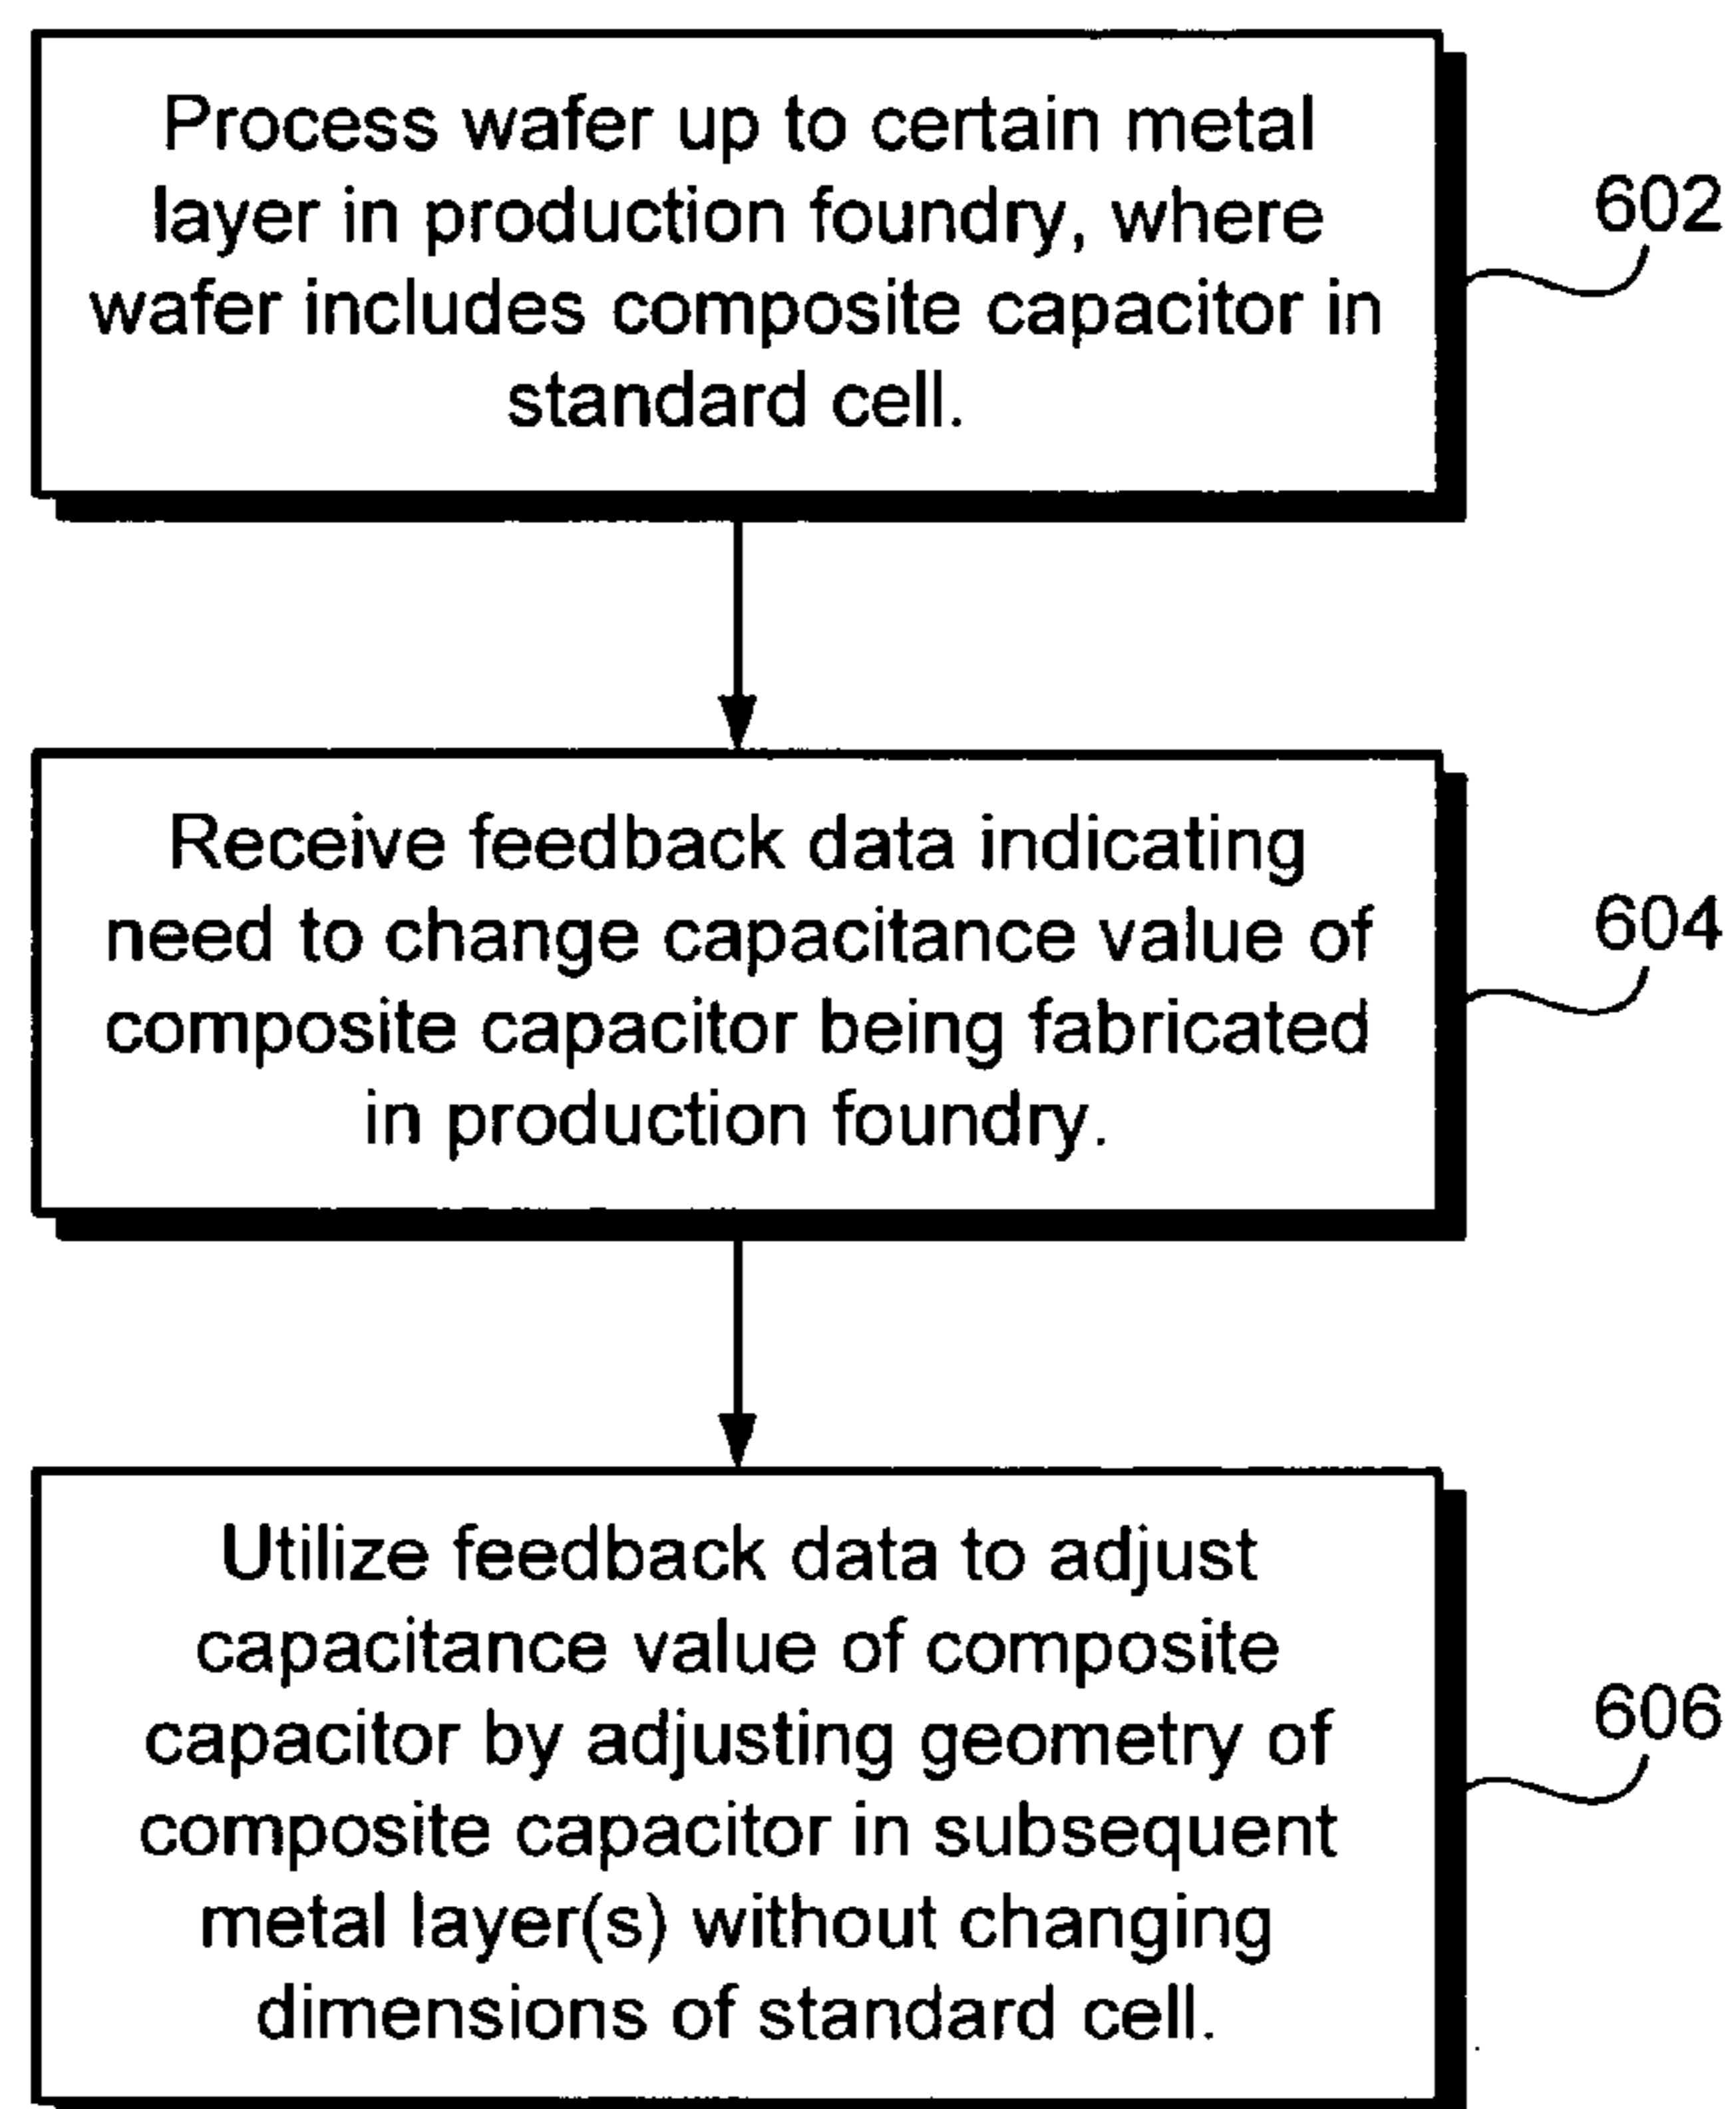 Process wafer up to certain metal
layer in production foundry, where
wafer includes composite capacitor in
standard cell.
602
Receive feedback data indicating
need to change capacitance value of
composite capacitor being fabricated
in production foundry.
604
Utilize feedback data to adjust
capacitance value of composite
capacitor by adjusting geometry of
composite capacitor in subsequent
metal layer(s) without changing
dimensions of standard cell.
606